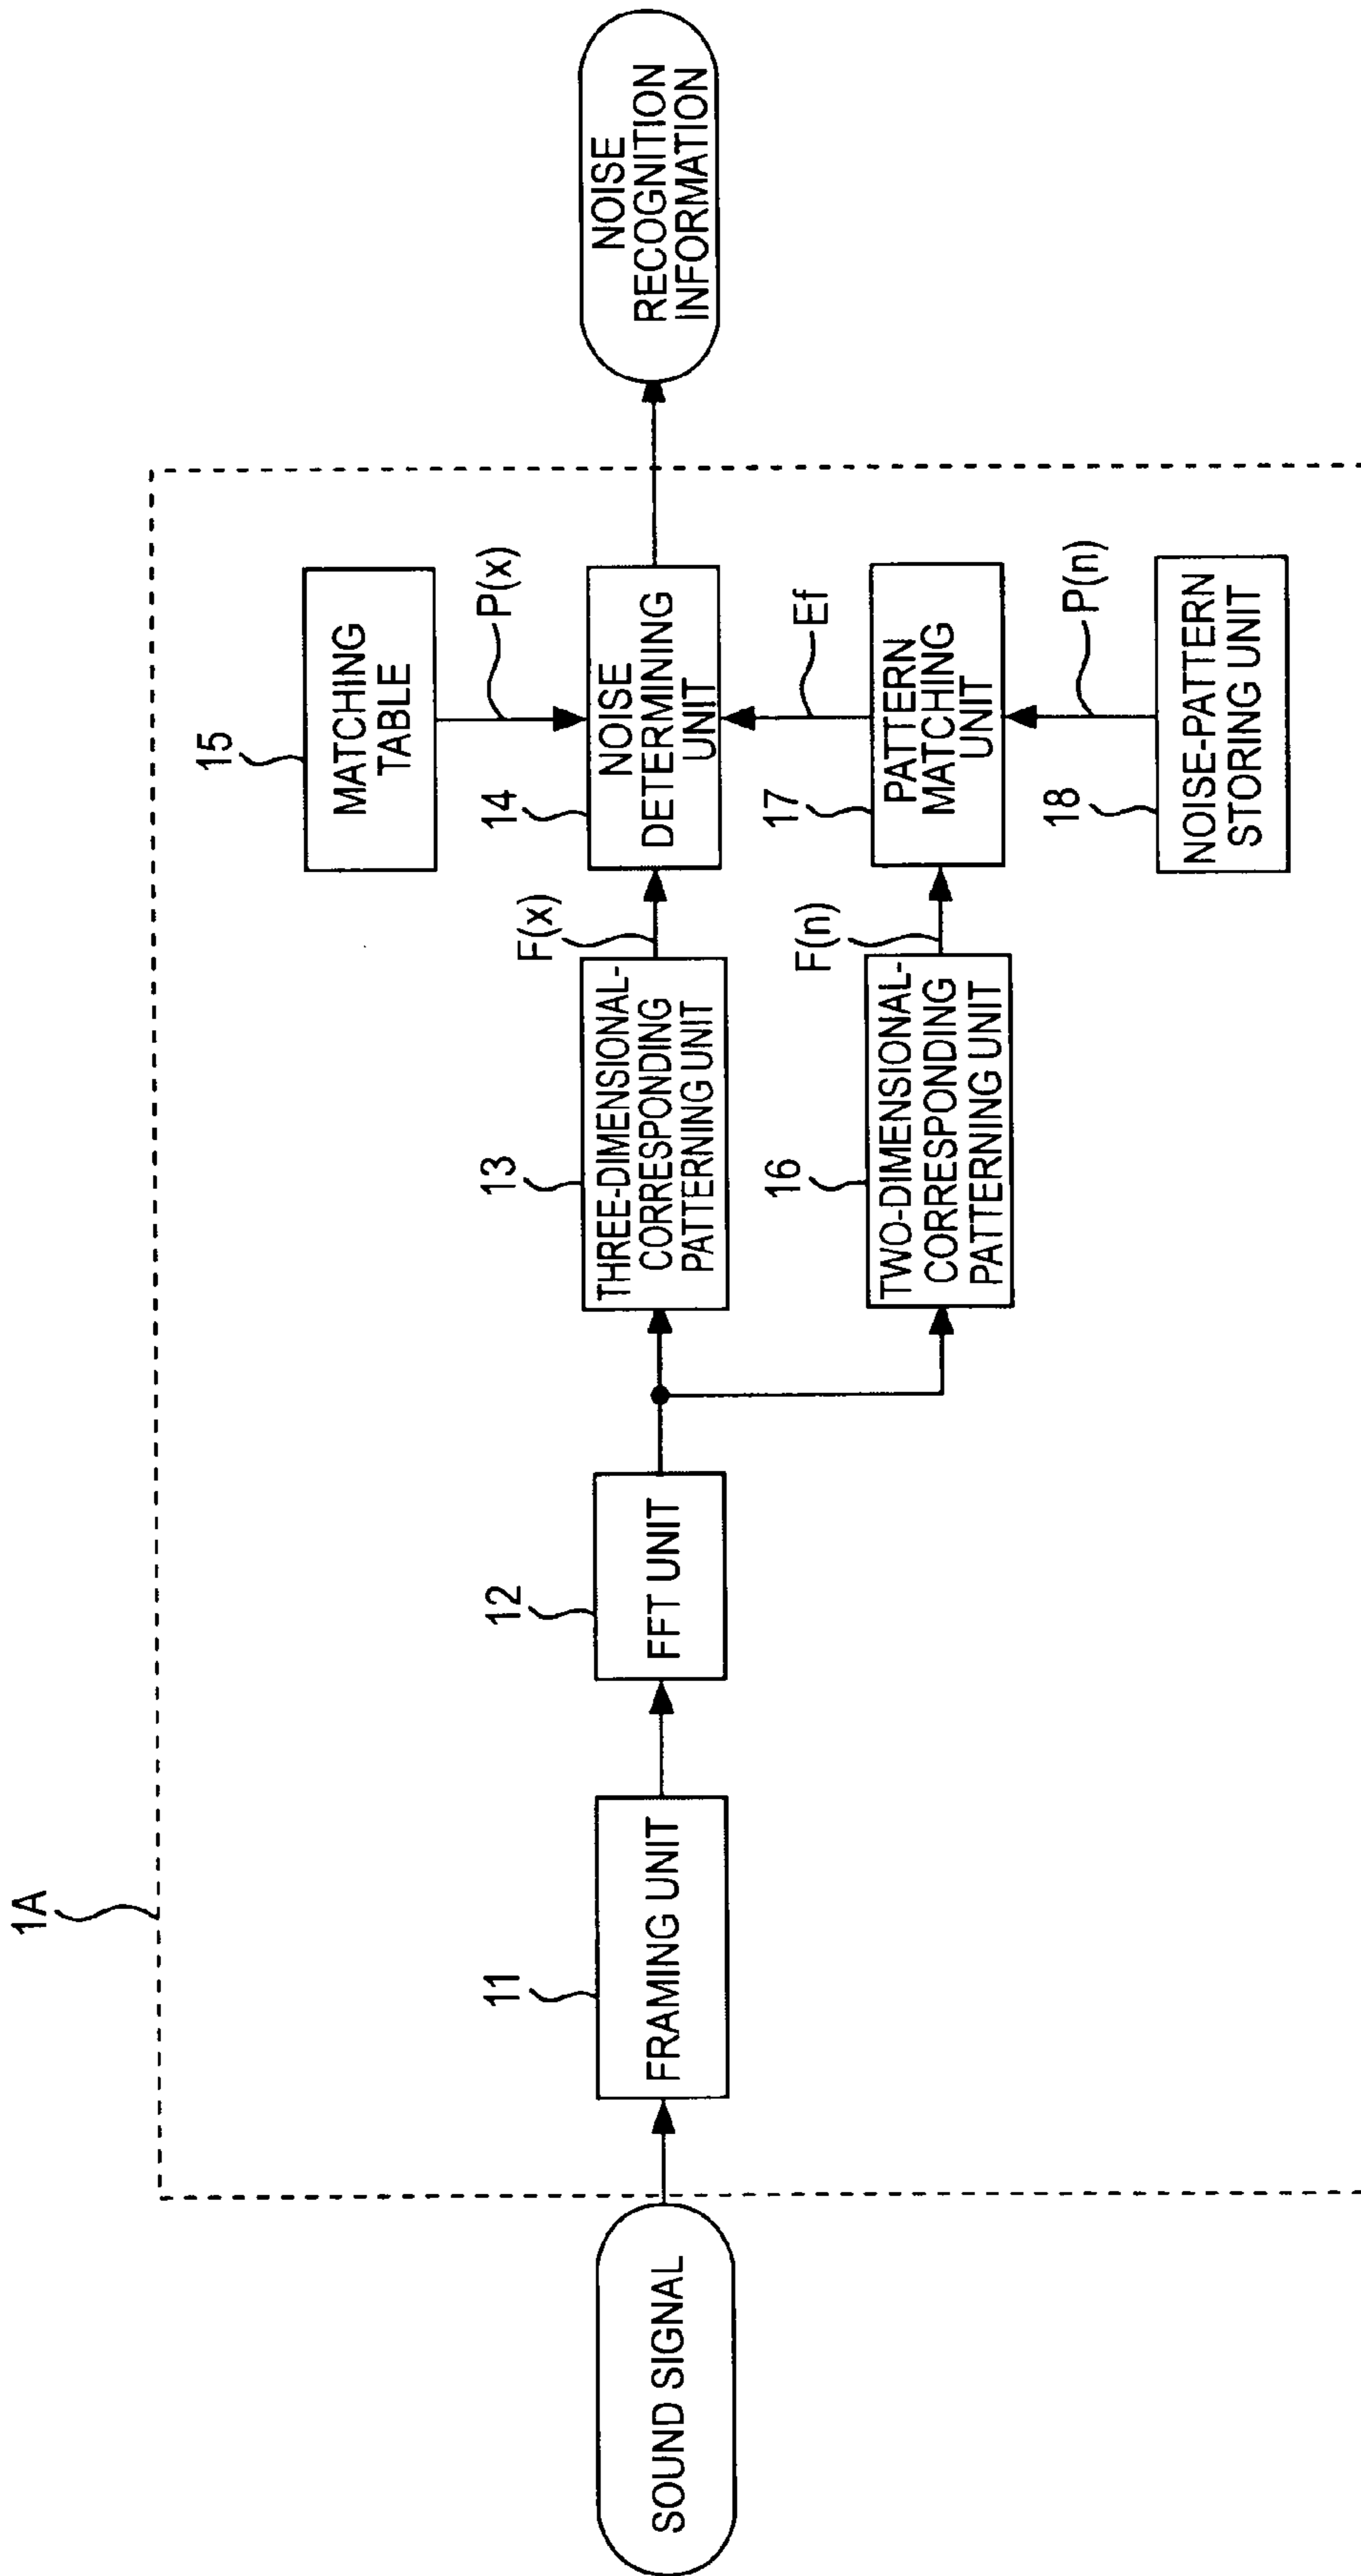 1A
SOUND SIGNAL
11
FRAMING UNIT
12
FFT UNIT
13
THREE-DIMENSIONAL-
CORRESPONDING
PATTERNING UNIT
F(x)
16
TWO-DIMENSIONAL-
CORRESPONDING
PATTERNING UNIT
F(n)
15
MATCHING
TABLE
P(x)
14
NOISE
DETERMINING
UNIT
Ef
17
PATTERN
MATCHING
UNIT
P(n)
18
NOISE-PATTERN
STORING UNIT
NOISE
RECOGNITION
INFORMATION